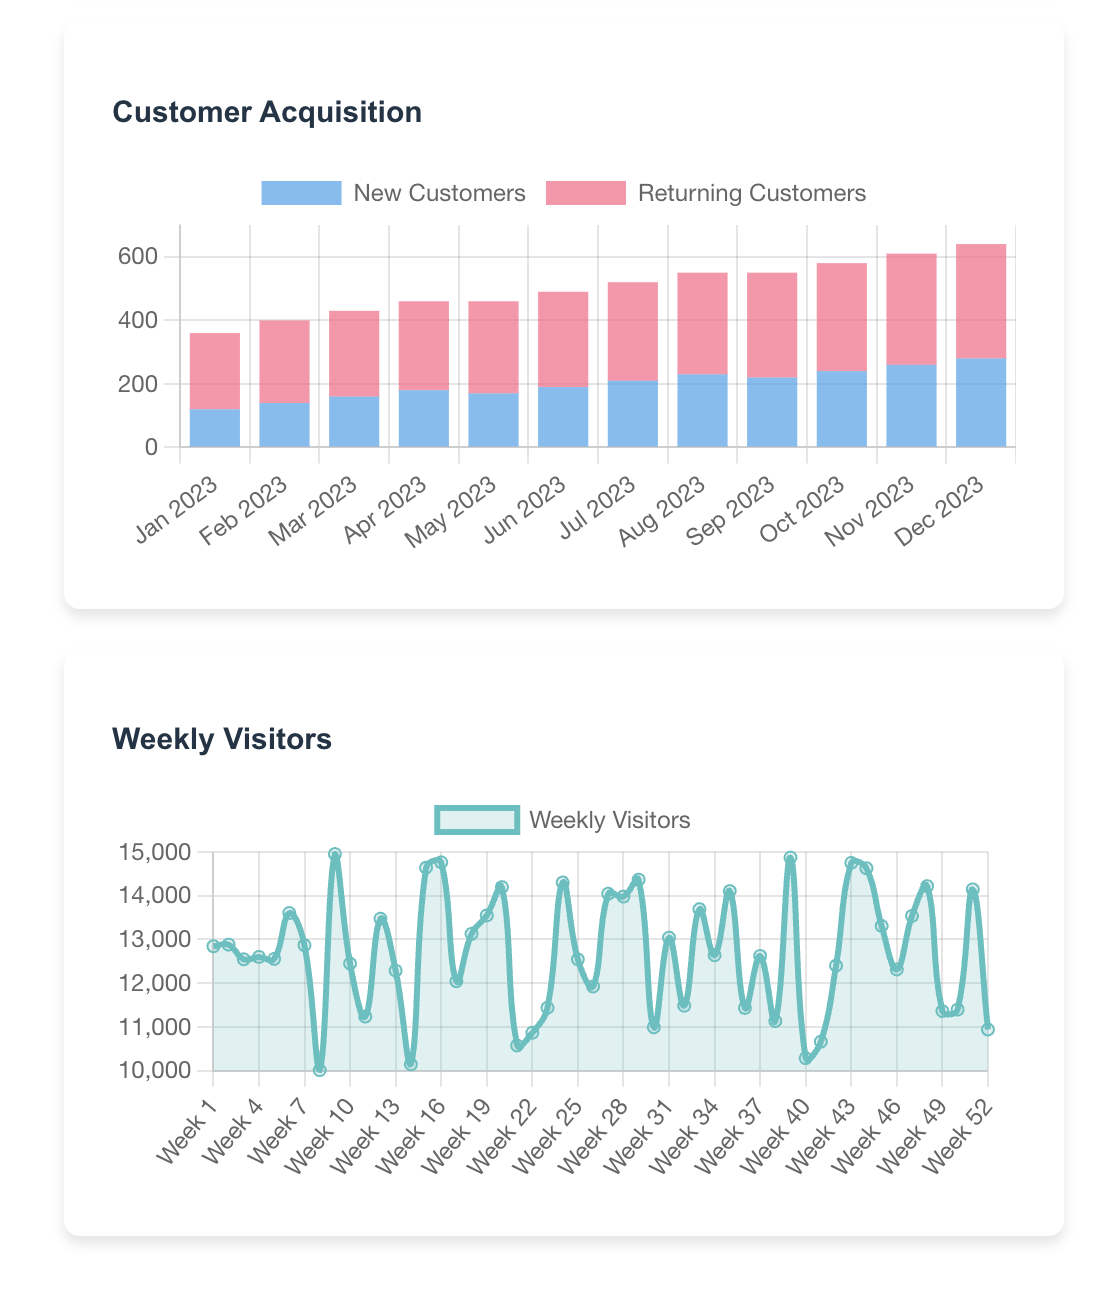 Customer Acquisition
New Customers Returning Customers
600
400
200
0
Jan 2023 Feb 2023 Mar 2023 Apr 2023 May 2023 Jun 2023 Jul 2023 Aug 2023 Sep 2023 Oct 2023 Nov 2023 Dec 2023
Weekly Visitors
Weekly Visitors
15,000
14,000
13,000
12,000
11,000
10,000
Week 1 Week 4 Week 7 Week 10 Week 13 Week 16 Week 19 Week 22 Week 25 Week 28 Week 31 Week 34 Week 37 Week 40 Week 43 Week 46 Week 49 Week 52